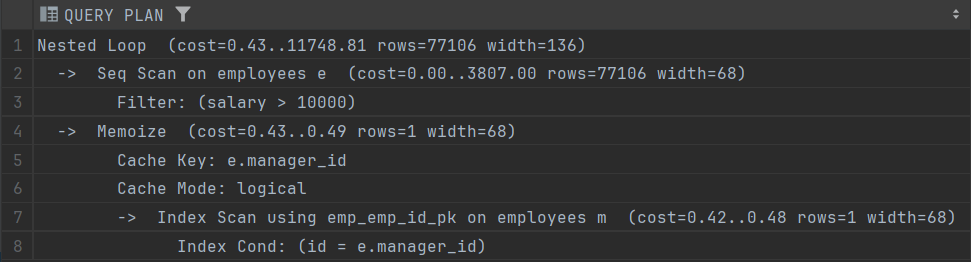 QUERY PLAN
1 Nested Loop  (cost=0.43..11748.81 rows=77106 width=136)
2   ->  Seq Scan on employees e  (cost=0.00..3807.00 rows=77106 width=68)
3         Filter: (salary > 10000)
4   ->  Memoize  (cost=0.43..0.49 rows=1 width=68)
5         Cache Key: e.manager_id
6         Cache Mode: logical
7         ->  Index Scan using emp_emp_id_pk on employees m  (cost=0.42..0.48 rows=1 width=68)
8               Index Cond: (id = e.manager_id)